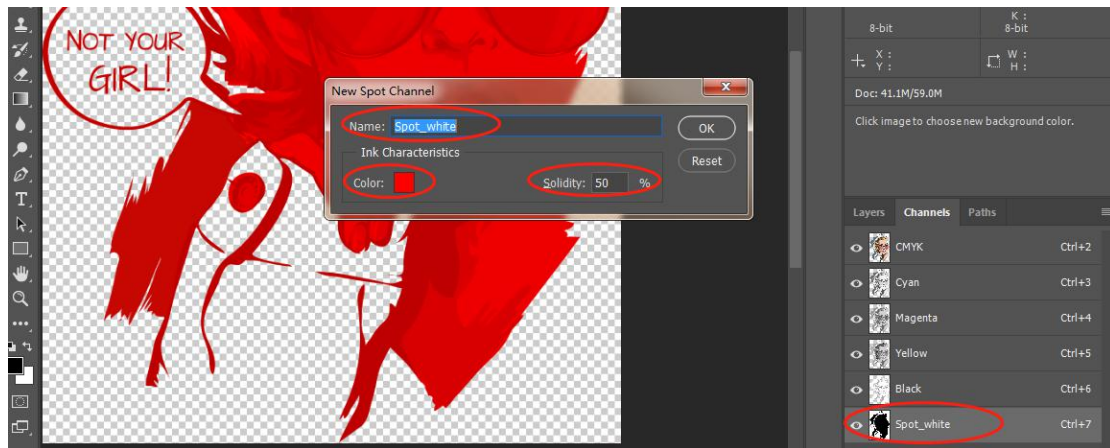 NOT YOUR
GIRL!
New Spot Channel
Name: Spot_white
OK
Ink Characteristics
Reset
Color:
Solidity: 50 %
K :
8-bit
8-bit
X :
Y :
W :
H :
Doc: 41.1M/59.0M
Click image to choose new background color.
Layers Channels Paths
CMYK Ctrl+2
Cyan Ctrl+3
Magenta Ctrl+4
Yellow Ctrl+5
Black Ctrl+6
Spot_white Ctrl+7